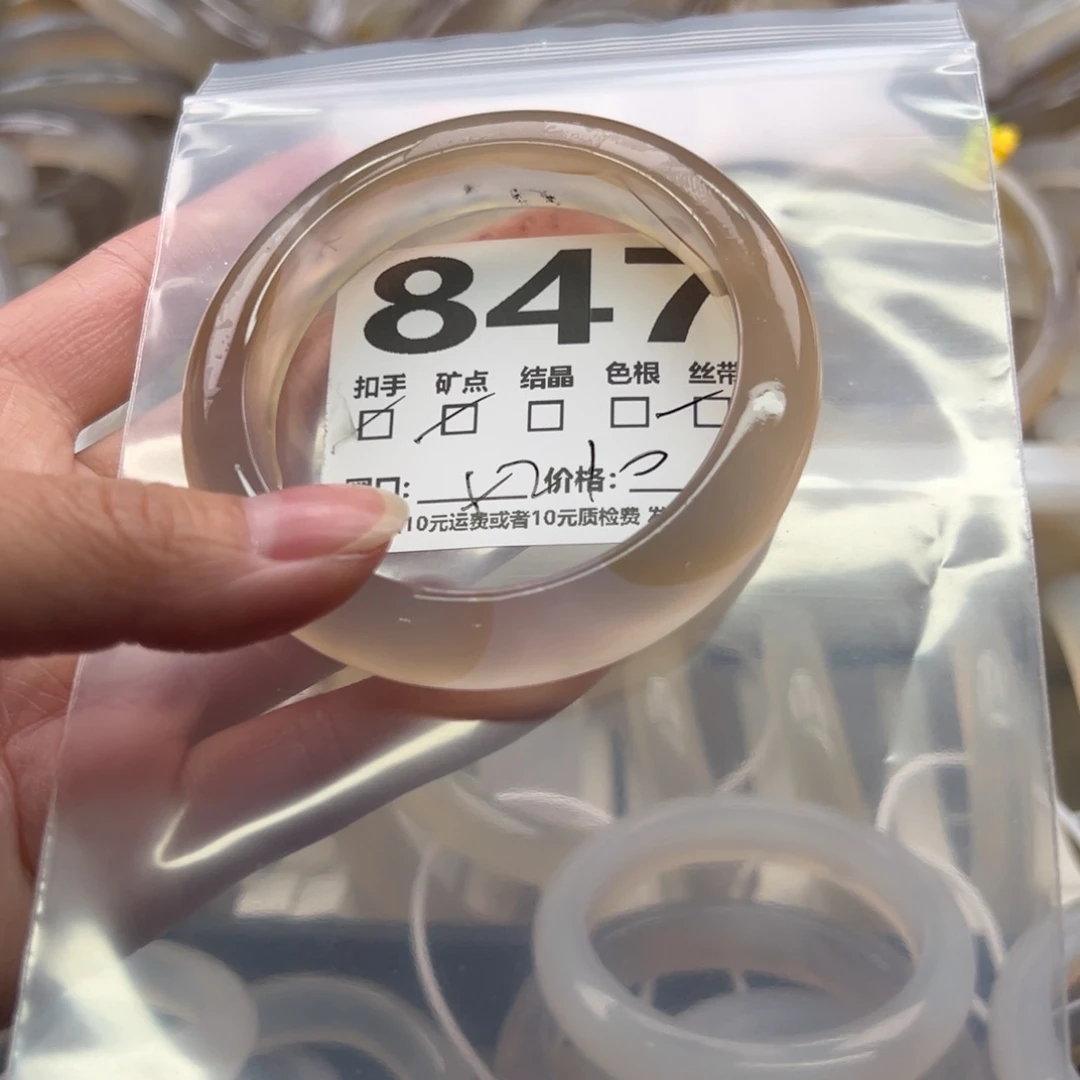 847
扣手 矿点 结晶 色根 丝带
口: 价格:
10元运费或者10元质检费